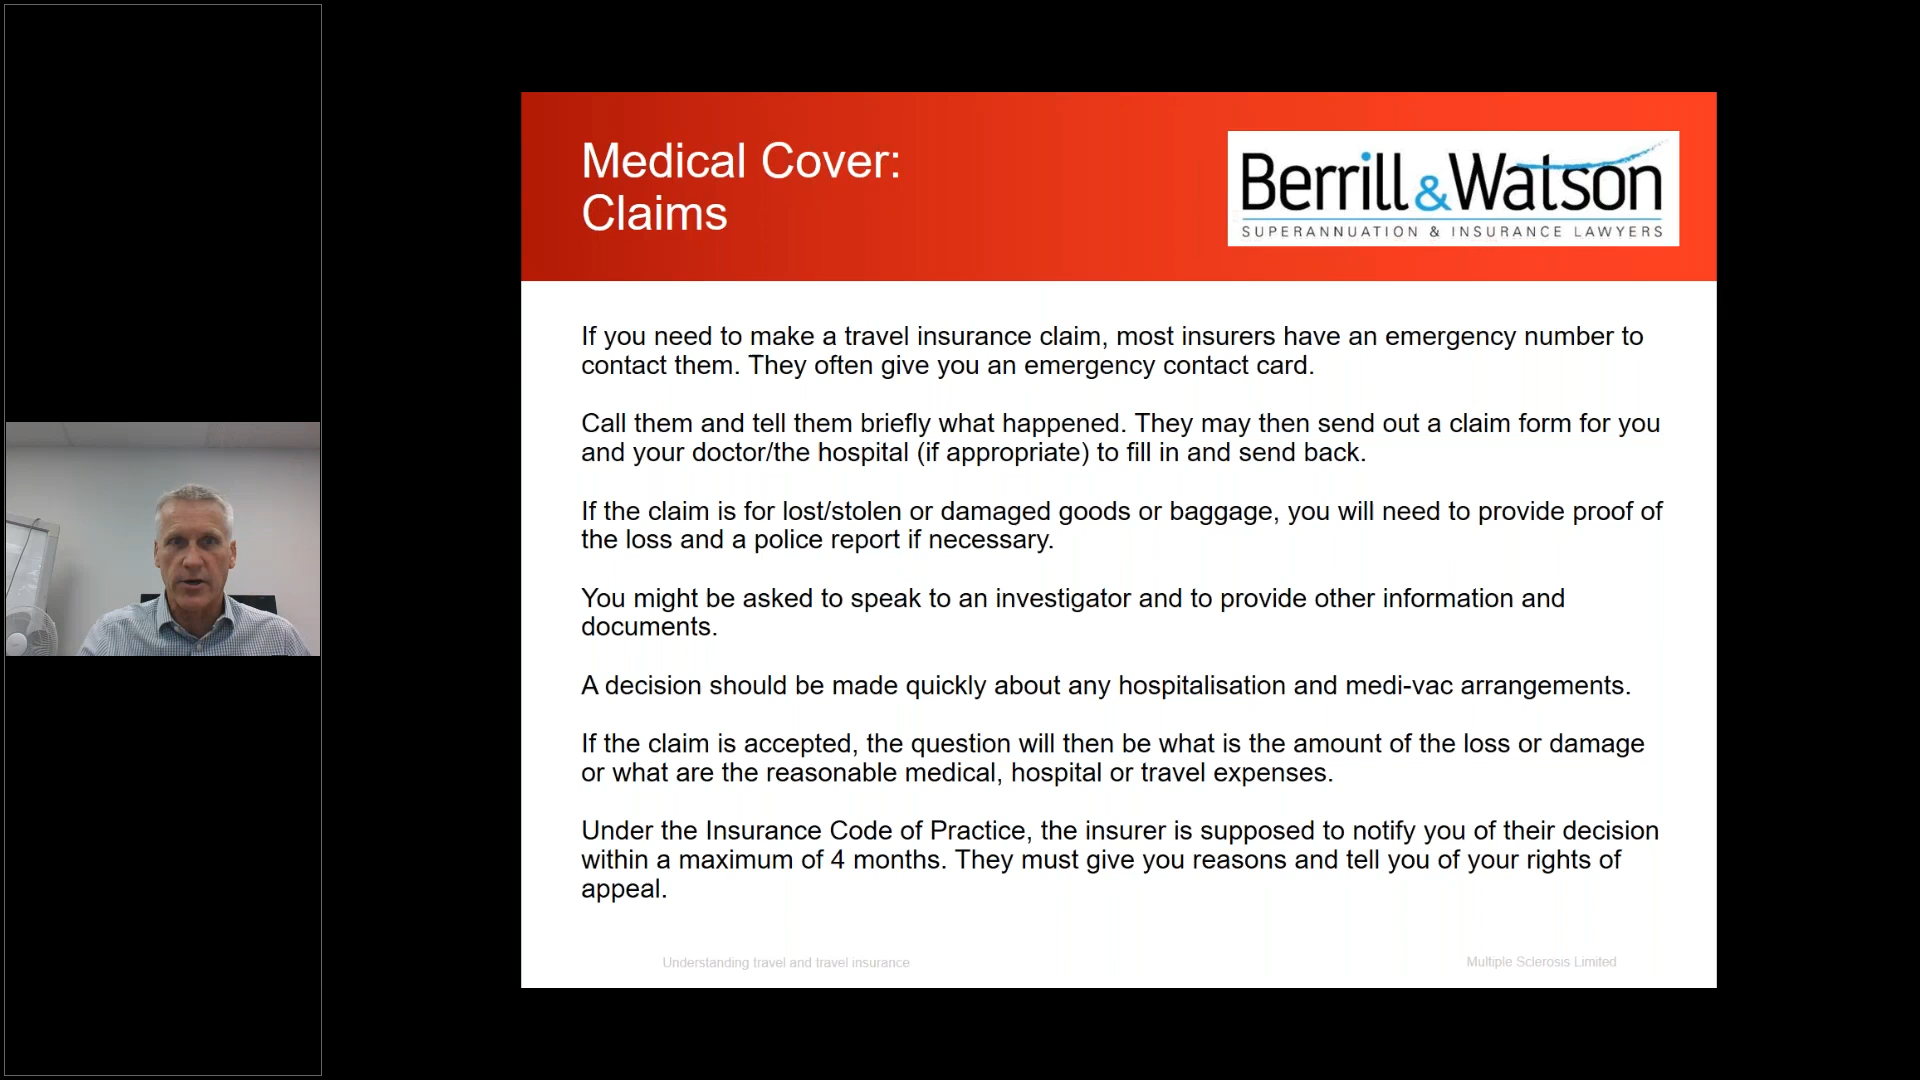 Medical Cover:
Claims
Berrill&Watson
SUPERANNUATION & INSURANCE LAWYERS
If you need to make a travel insurance claim, most insurers have an emergency number to
contact them. They often give you an emergency contact card.
Call them and tell them briefly what happened. They may then send out a claim form for you
and your doctor/the hospital (if appropriate) to fill in and send back.
If the claim is for lost/stolen or damaged goods or baggage, you will need to provide proof of
the loss and a police report if necessary.
You might be asked to speak to an investigator and to provide other information and
documents.
A decision should be made quickly about any hospitalisation and medi-vac arrangements.
If the claim is accepted, the question will then be what is the amount of the loss or damage
or what are the reasonable medical, hospital or travel expenses.
Under the Insurance Code of Practice, the insurer is supposed to notify you of their decision
within a maximum of 4 months. They must give you reasons and tell you of your rights of
appeal.
Understanding travel and travel insurance
Multiple Sclerosis Limited